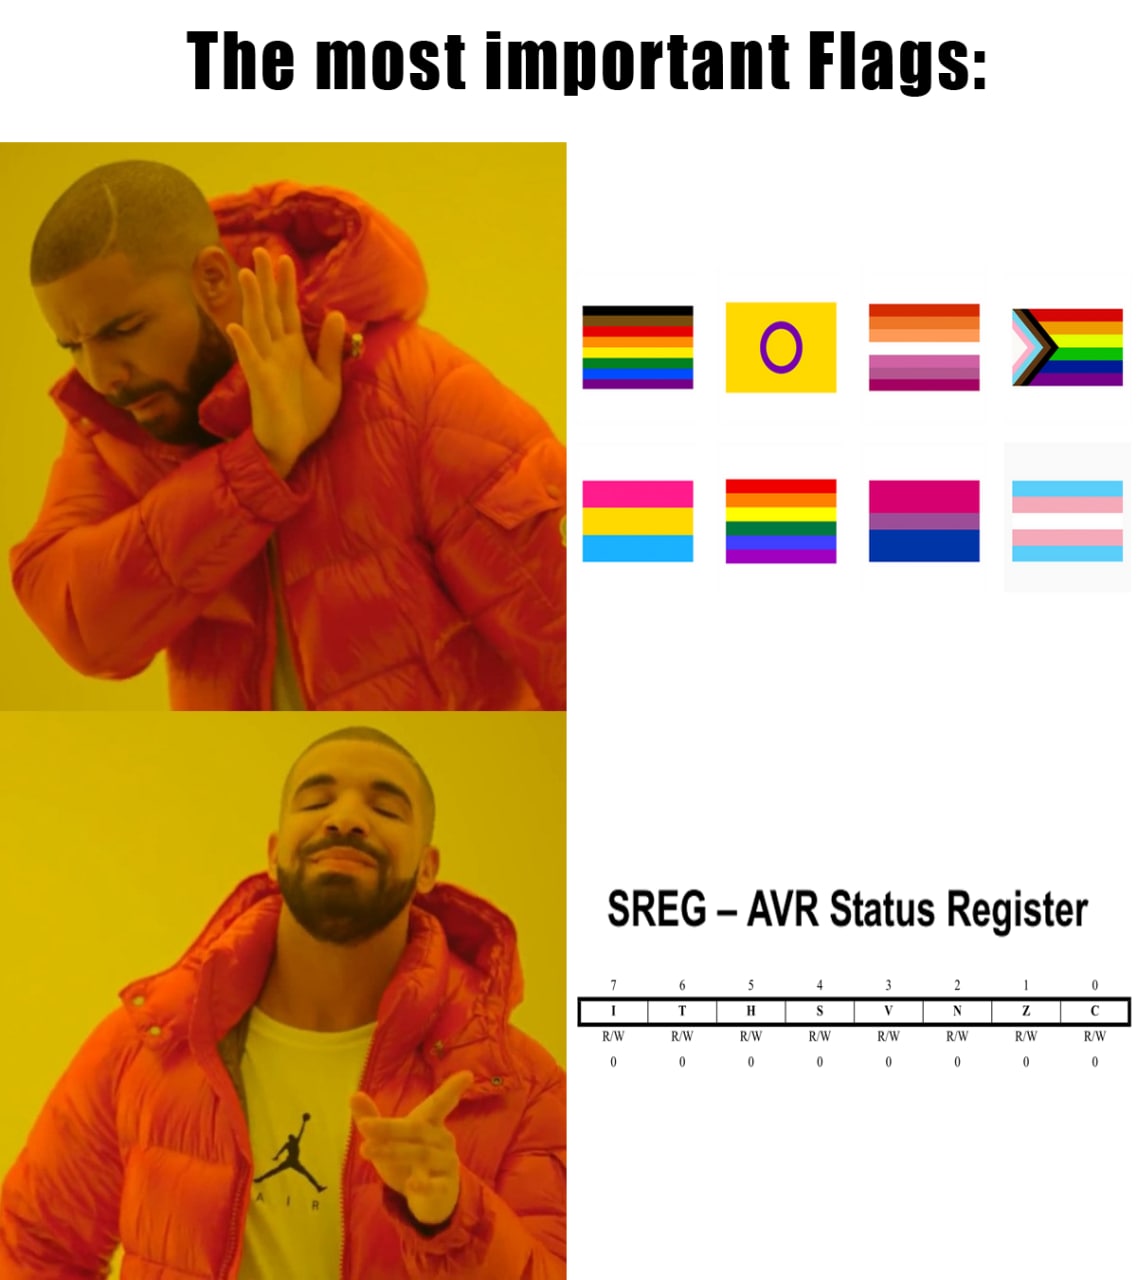 The most important Flags:
SREG – AVR Status Register
7 6 5 4 3 2 1 0
I T H S V N Z C
R/W R/W R/W R/W R/W R/W R/W R/W
0 0 0 0 0 0 0 0
A I R